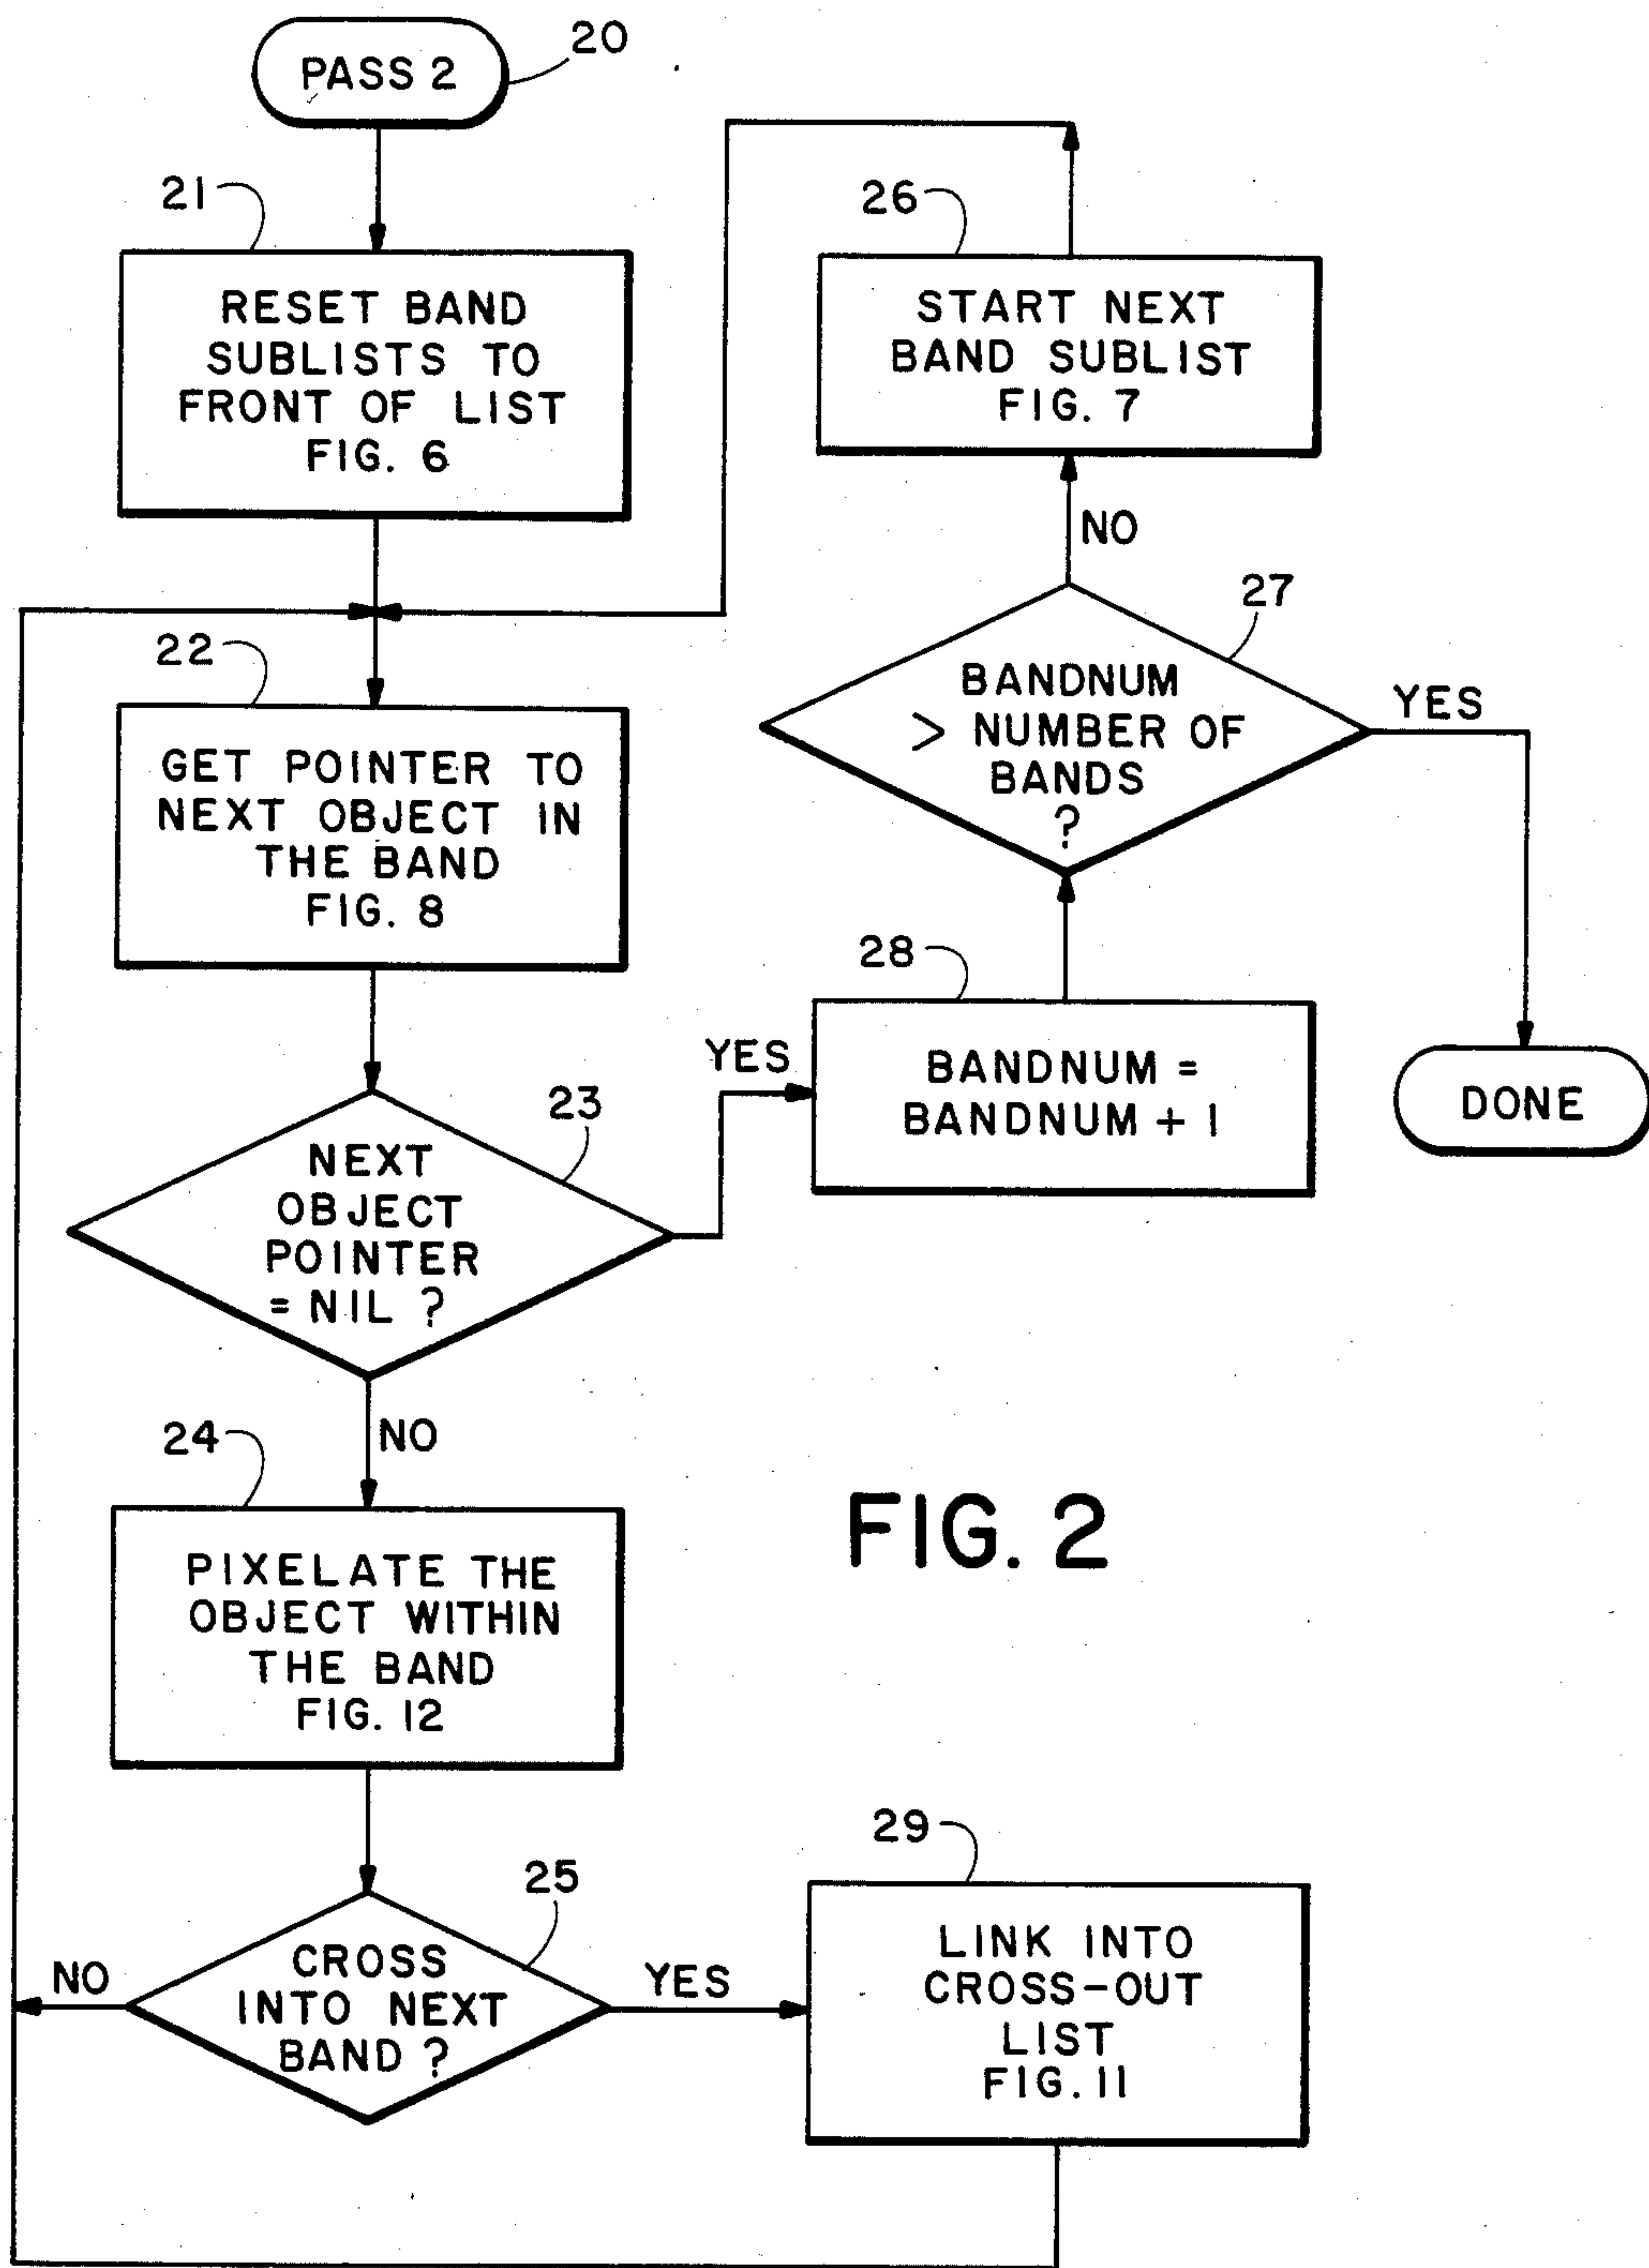 PASS 2
20
21
RESET BAND
SUBLISTS TO
FRONT OF LIST
FIG. 6
22
GET POINTER TO
NEXT OBJECT IN
THE BAND
FIG. 8
23
NEXT
OBJECT
POINTER
= NIL ?
YES
NO
24
PIXELATE THE
OBJECT WITHIN
THE BAND
FIG. 12
25
CROSS
INTO NEXT
BAND ?
NO
YES
26
START NEXT
BAND SUBLIST
FIG. 7
NO
27
BANDNUM
> NUMBER OF
BANDS
?
YES
28
BANDNUM =
BANDNUM + 1
DONE
FIG. 2
29
LINK INTO
CROSS-OUT
LIST
FIG. 11